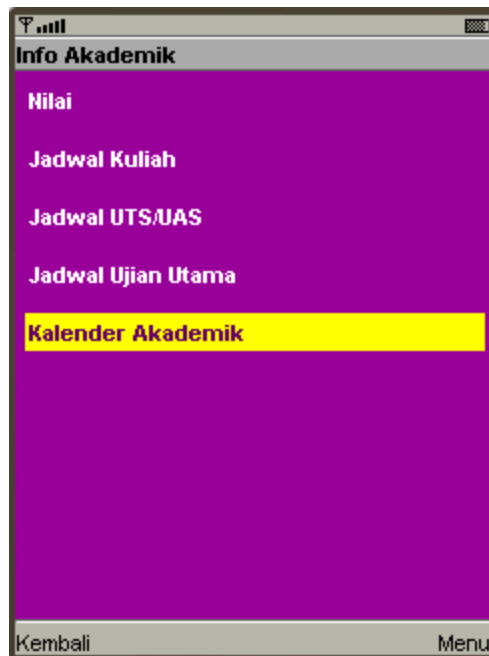 Info Akademik
Nilai
Jadwal Kuliah
Jadwal UTS/UAS
Jadwal Ujian Utama
Kalender Akademik
Kembali
Menu